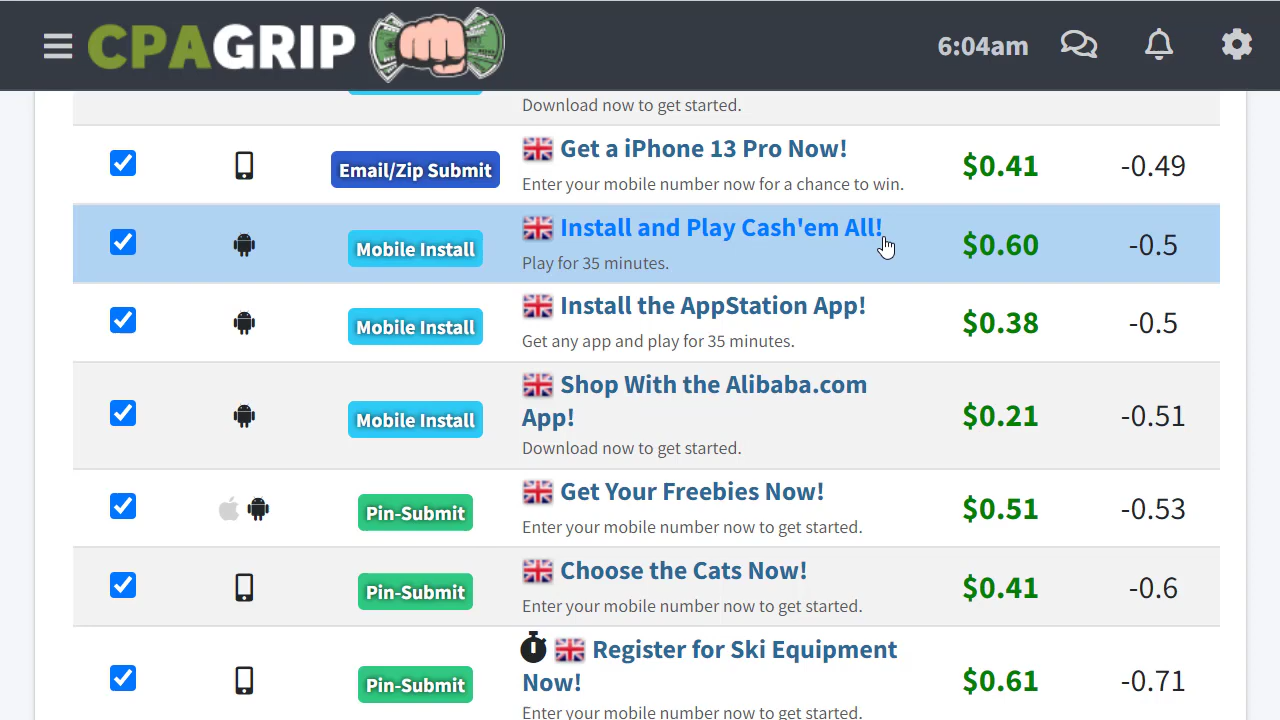 CPAGRIP
6:04am
Download now to get started.
Email/Zip Submit
Get a iPhone 13 Pro Now!
Enter your mobile number now for a chance to win.
$0.41
-0.49
Mobile Install
Install and Play Cash'em All!
Play for 35 minutes.
$0.60
-0.5
Mobile Install
Install the AppStation App!
Get any app and play for 35 minutes.
$0.38
-0.5
Mobile Install
Shop With the Alibaba.com
App!
Download now to get started.
$0.21
-0.51
Pin-Submit
Get Your Freebies Now!
Enter your mobile number now to get started.
$0.51
-0.53
Pin-Submit
Choose the Cats Now!
Enter your mobile number now to get started.
$0.41
-0.6
Pin-Submit
Register for Ski Equipment
Now!
Enter your mobile number now to get started.
$0.61
-0.71